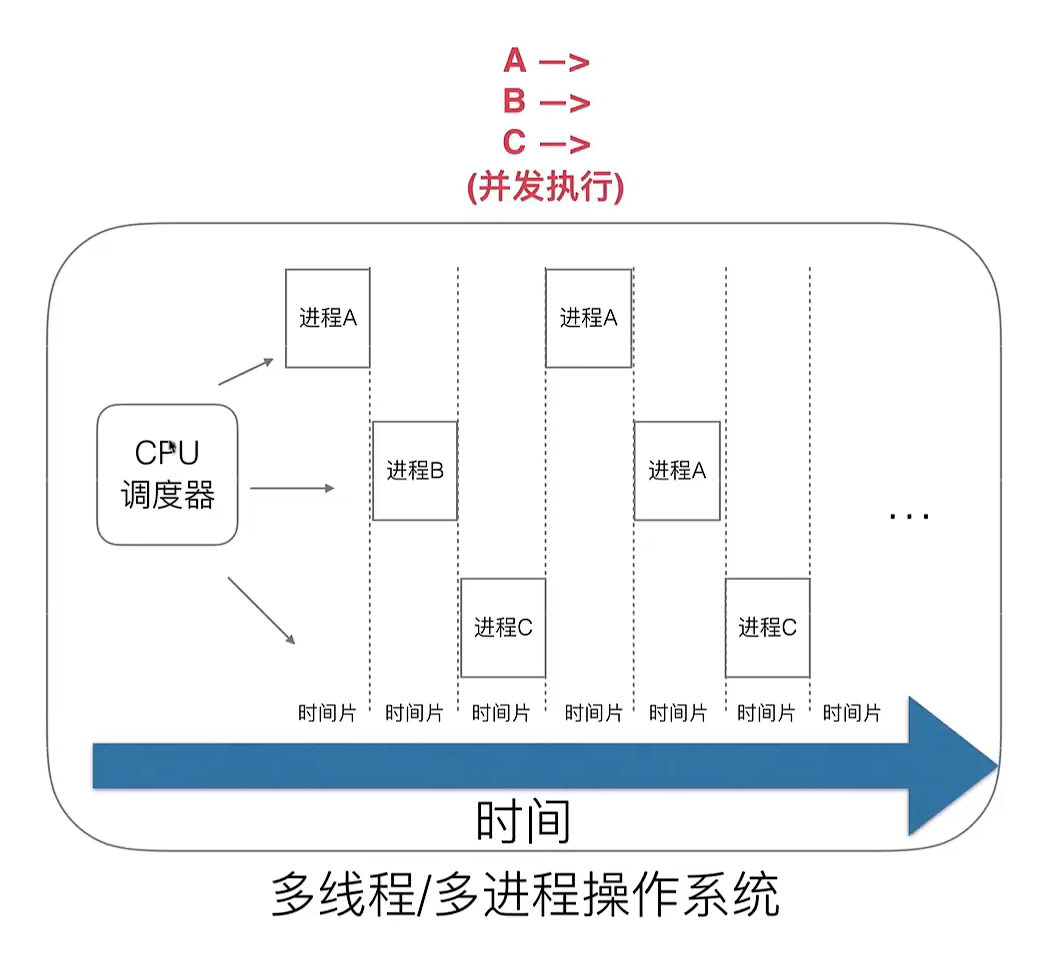 A —>
B —>
C —>
(并发执行)
进程A
进程A
CPU
调度器
进程B
进程A
...
进程C
进程C
时间片
时间片
时间片
时间片
时间片
时间片
时间片
时间
多线程/多进程操作系统